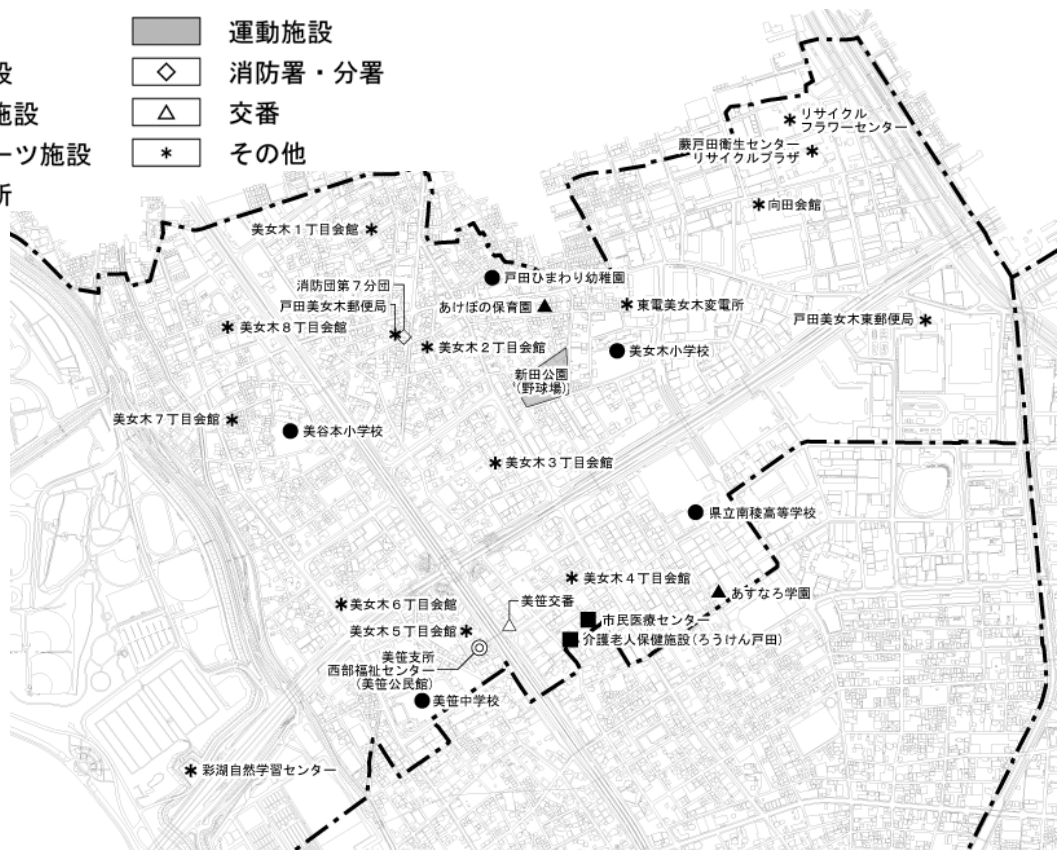 運動施設
設
消防署・分署
施設
交番
ーツ施設
その他
所
リサイクル
フラワーセンター
蕨戸田衛生センター
リサイクルプラザ
向田会館
美女木1丁目会館
戸田ひまわり幼稚園
消防団第7分団
戸田美女木郵便局
あけぼの保育園
東電美女木変電所
戸田美女木東郵便局
美女木8丁目会館
美女木2丁目会館
美女木小学校
新田公園
(野球場)
美女木7丁目会館
美谷本小学校
美女木3丁目会館
県立南稜高等学校
美女木4丁目会館
あすなろ学園
美女木6丁目会館
美笹交番
市民医療センター
美女木5丁目会館
介護老人保健施設(ろうけん戸田)
美笹支所
西部福祉センター
(美笹公民館)
美笹中学校
彩湖自然学習センター